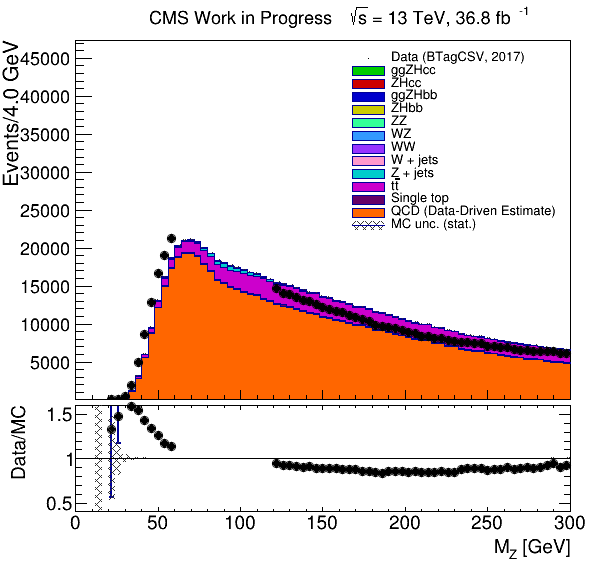 CMS Work in Progress √s = 13 TeV, 36.8 fb⁻¹
Events/4.0 GeV
45000
40000
35000
30000
25000
20000
15000
10000
5000
Data (BTagCSV, 2017)
ggZHcc
ZHcc
ggZHbb
ZHbb
ZZ
WZ
WW
W + jets
Z + jets
tt̅
Single top
QCD (Data-Driven Estimate)
MC unc. (stat.)
Data/MC
1.5
1
0.5
0 50 100 150 200 250 300
M_Z [GeV]